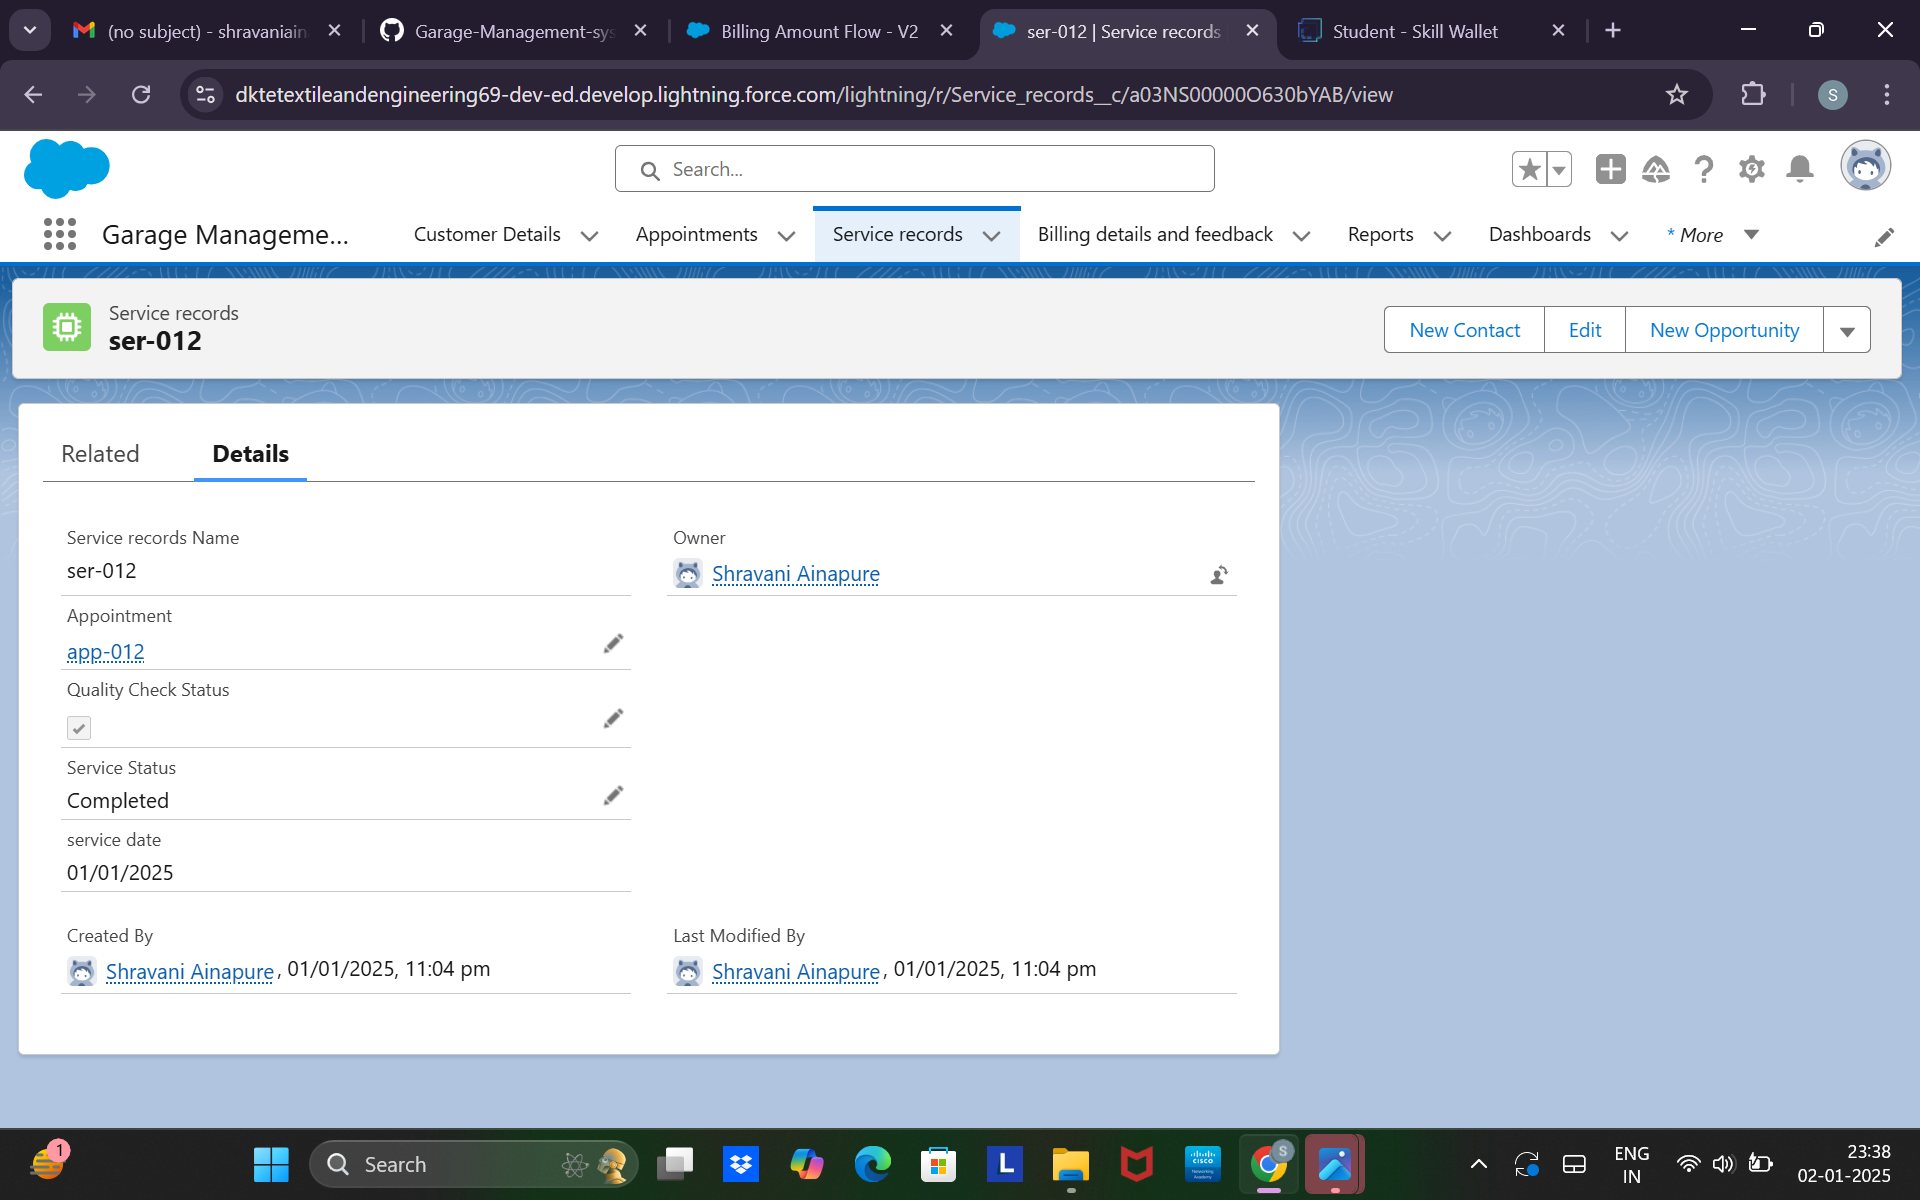 (no subject) - shravaniain
Garage-Management-sys
Billing Amount Flow - V2
ser-012 | Service records
Student - Skill Wallet
dktetextileandengineering69-dev-ed.develop.lightning.force.com/lightning/r/Service_records__c/a03NS00000O630bYAB/view
S
Search...
Garage Manageme...
Customer Details
Appointments
Service records
Billing details and feedback
Reports
Dashboards
* More
Service records
ser-012
New Contact
Edit
New Opportunity
Related
Details
Service records Name
ser-012
Owner
Shravani Ainapure
Appointment
app-012
Quality Check Status
Service Status
Completed
service date
01/01/2025
Created By
Shravani Ainapure, 01/01/2025, 11:04 pm
Last Modified By
Shravani Ainapure, 01/01/2025, 11:04 pm
1
Search
L
CISCO
S
ENG
IN
23:38
02-01-2025